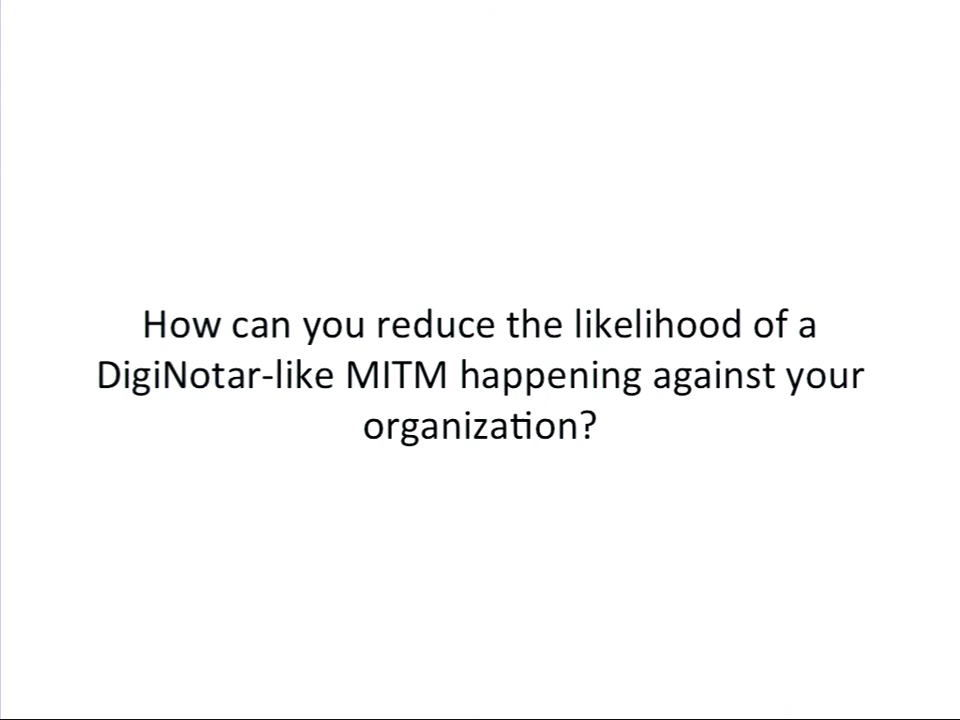 How can you reduce the likelihood of a
DigiNotar-like MITM happening against your
organization?